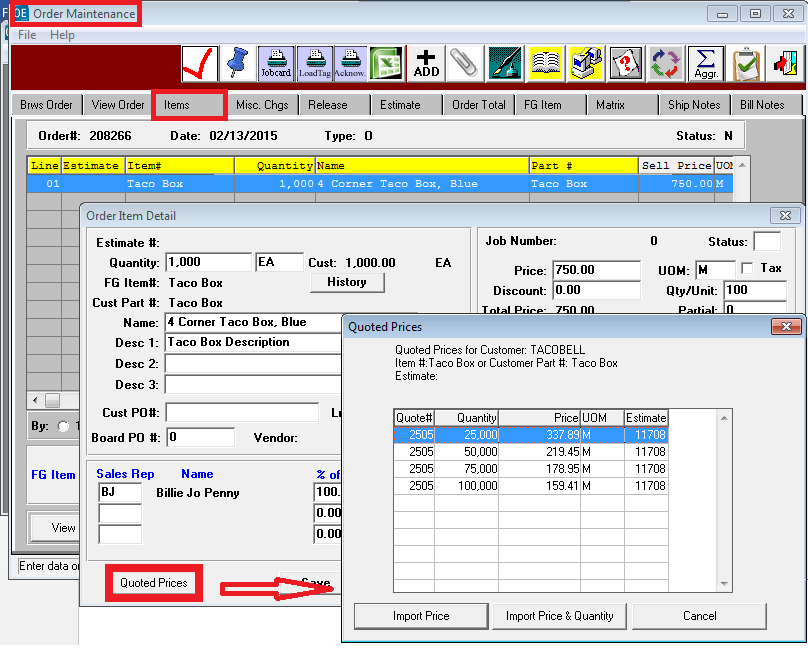 OE Order Maintenance
File Help
Jobcard LoadTag Acknow. ADD Σ Aggr.
Brws Order View Order Items Misc. Chgs Release Estimate Order Total FG Item Matrix Ship Notes Bill Notes
Order#: 208266 Date: 02/13/2015 Type: O Status: N
Line Estimate Item# Quantity Name Part # Sell Price UOM
01 Taco Box 1,000 4 Corner Taco Box, Blue Taco Box 750.00 M
Order Item Detail
Estimate #:
Quantity: 1,000 EA Cust: 1,000.00 EA
FG Item#: Taco Box History
Cust Part #: Taco Box
Name: 4 Corner Taco Box, Blue
Desc 1: Taco Box Description
Desc 2:
Desc 3:
Cust PO#:
Board PO #: 0 Vendor:
Job Number: 0 Status:
Price: 750.00 UOM: M Tax
Discount: 0.00 Qty/Unit: 100
Total Price: 750.00 Partial: 0
By:
FG Item
View
Enter data or
Sales Rep Name % of
BJ Billie Jo Penny 100.
0.00
0.00
Quoted Prices Save
Quoted Prices
Quoted Prices for Customer: TACOBELL
Item #:Taco Box or Customer Part #: Taco Box
Estimate:
Quote# Quantity Price UOM Estimate
2505 25,000 337.89 M 11708
2505 50,000 219.45 M 11708
2505 75,000 178.95 M 11708
2505 100,000 159.41 M 11708
Import Price Import Price & Quantity Cancel